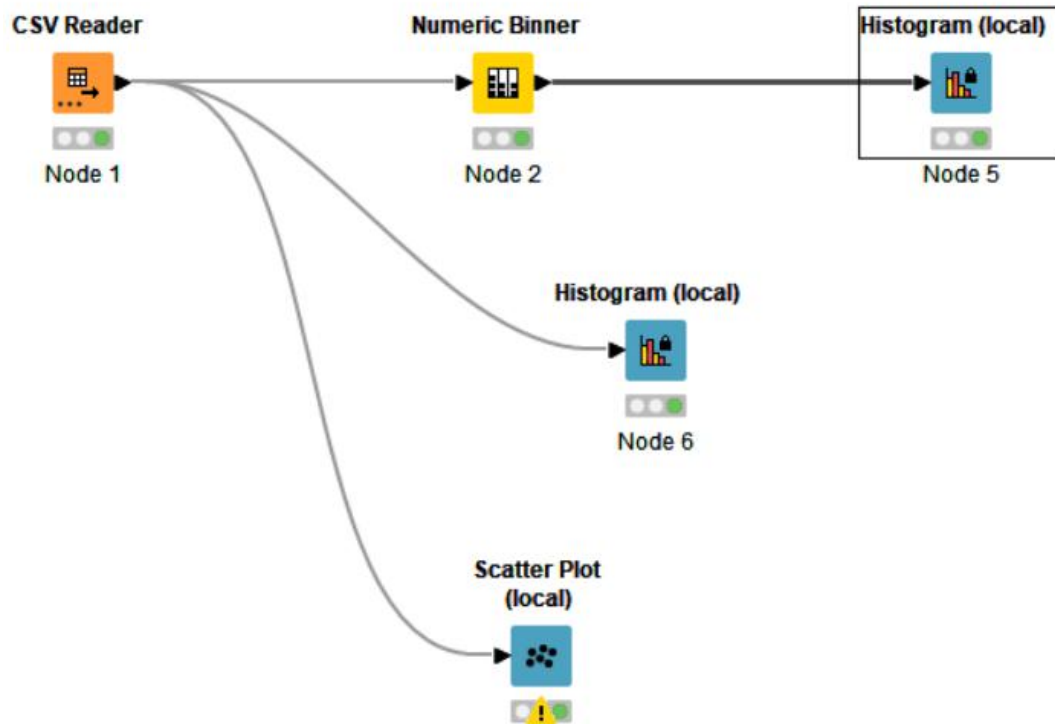 CSV Reader
Numeric Binner
Histogram (local)
Node 1
Node 2
Node 5
Histogram (local)
Node 6
Scatter Plot
(local)